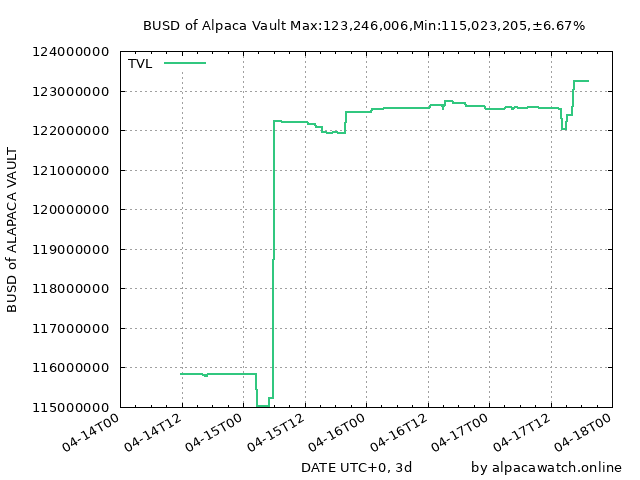 BUSD of Alpaca Vault Max:123,246,006,Min:115,023,205,±6.67%
TVL
124000000
123000000
122000000
121000000
120000000
119000000
118000000
117000000
116000000
115000000
BUSD of ALAPACA VAULT
04-14T00
04-14T12
04-15T00
04-15T12
04-16T00
04-16T12
04-17T00
04-17T12
04-18T00
DATE UTC+0, 3d
by alpacawatch.online